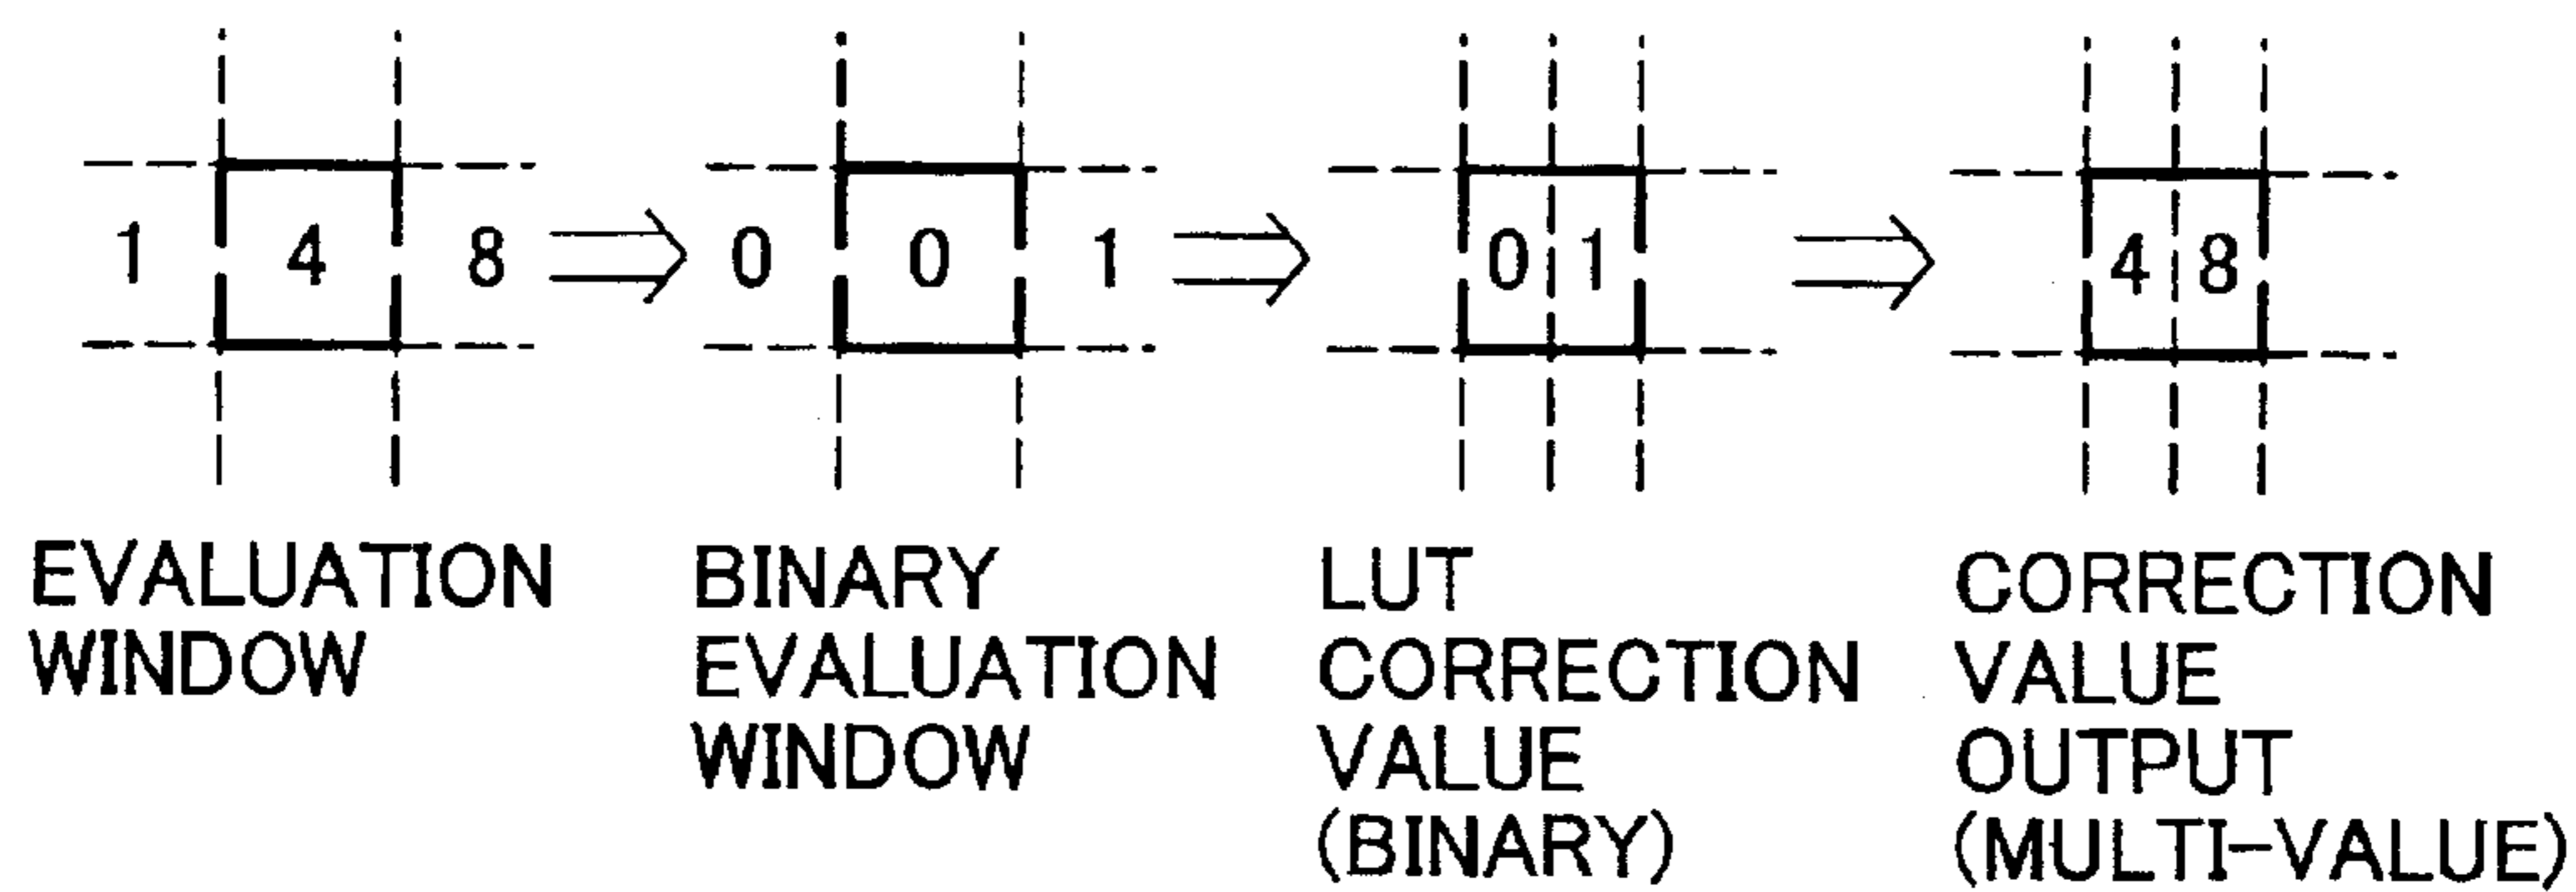 1 4 8 0 0 1 0 1 4 8
EVALUATION
WINDOW
BINARY
EVALUATION
WINDOW
LUT
CORRECTION
VALUE
(BINARY)
CORRECTION
VALUE
OUTPUT
(MULTI-VALUE)